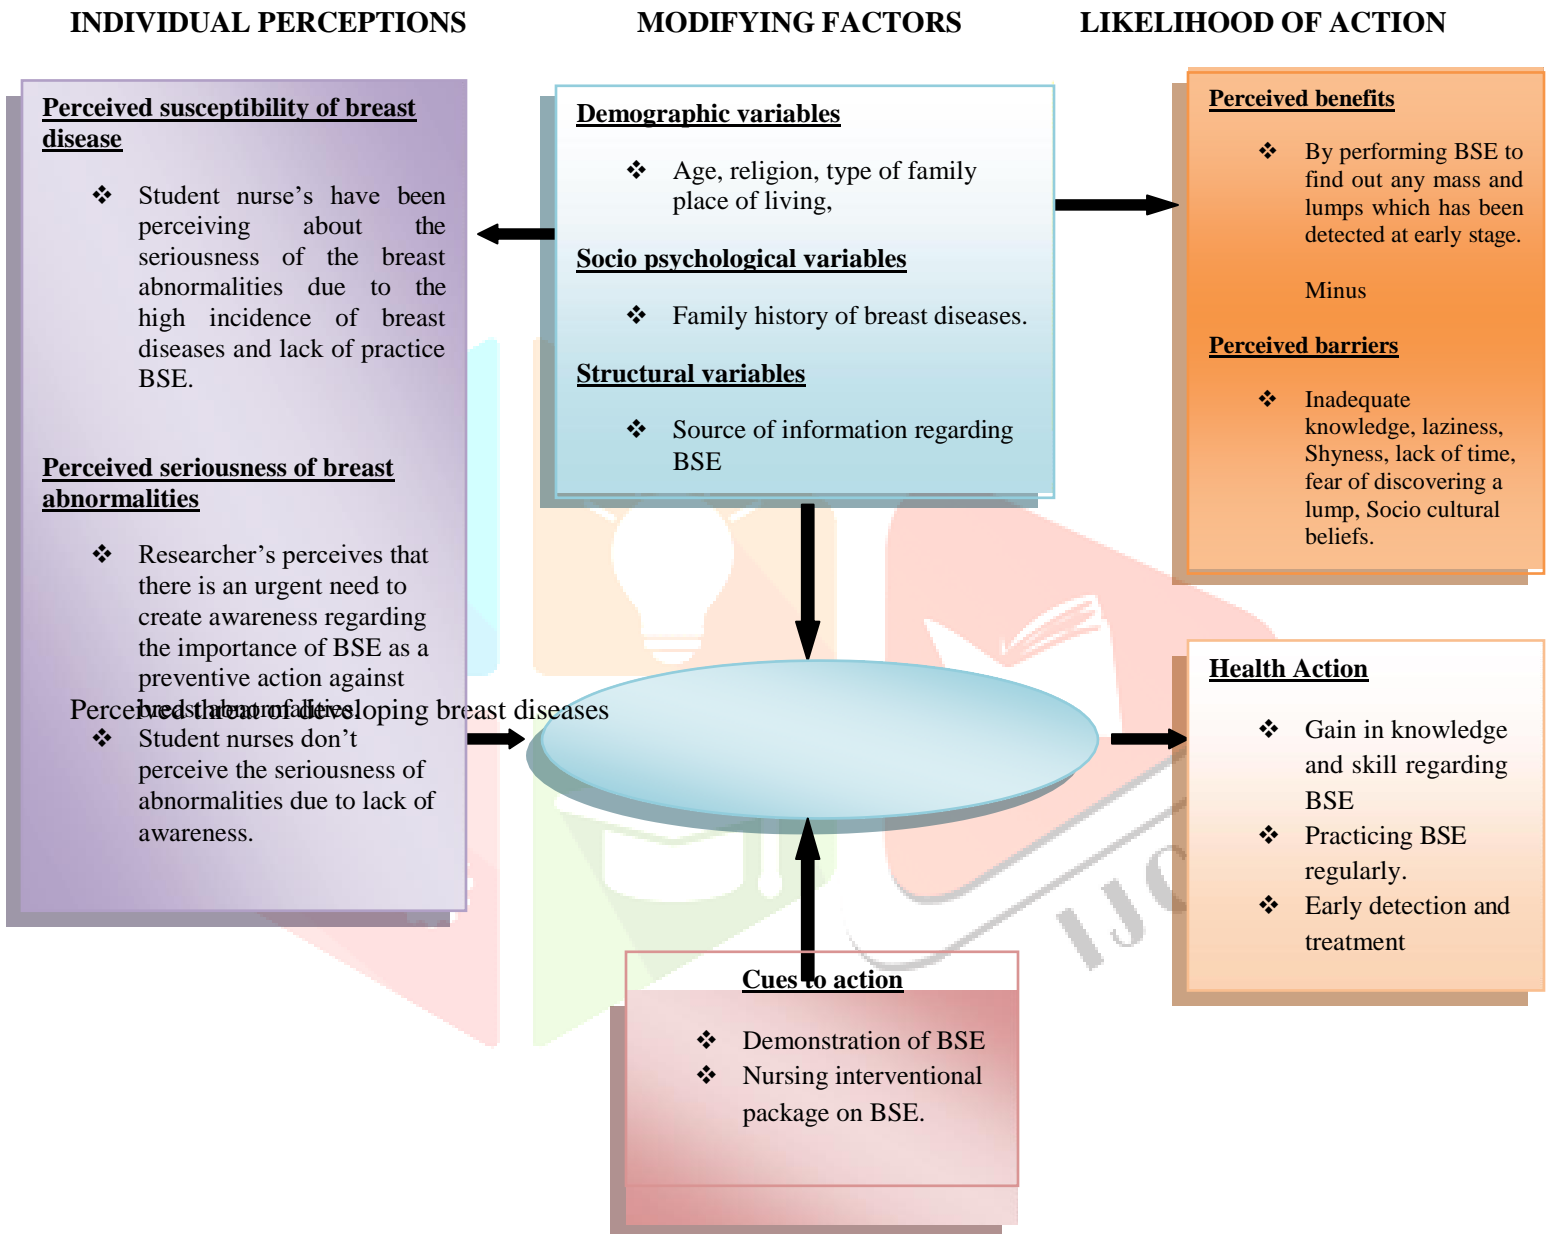 INDIVIDUAL PERCEPTIONS
MODIFYING FACTORS
LIKELIHOOD OF ACTION
Perceived susceptibility of breast
disease
❖ Student nurse’s have been
perceiving about the
seriousness of the breast
abnormalities due to the
high incidence of breast
diseases and lack of practice
BSE.
Perceived seriousness of breast
abnormalities
❖ Researcher’s perceives that
there is an urgent need to
create awareness regarding
the importance of BSE as a
preventive action against
breast abnormalities.
❖ Student nurses don’t
perceive the seriousness of
abnormalities due to lack of
awareness.
Perceived threat of developing breast diseases
Demographic variables
❖ Age, religion, type of family
place of living,
Socio psychological variables
❖ Family history of breast diseases.
Structural variables
❖ Source of information regarding
BSE
Cues to action
❖ Demonstration of BSE
❖ Nursing interventional
package on BSE.
Perceived benefits
❖ By performing BSE to
find out any mass and
lumps which has been
detected at early stage.
Minus
Perceived barriers
❖ Inadequate
knowledge, laziness,
Shyness, lack of time,
fear of discovering a
lump, Socio cultural
beliefs.
Health Action
❖ Gain in knowledge
and skill regarding
BSE
❖ Practicing BSE
regularly.
❖ Early detection and
treatment